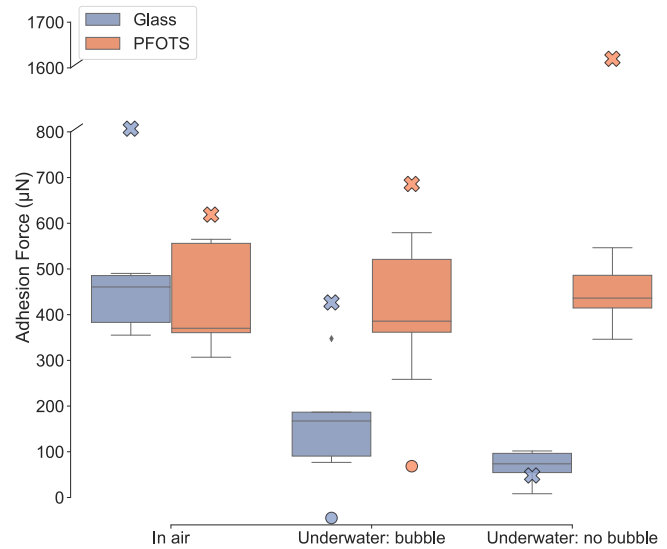 1700
1600
Glass
PFOTS
800
700
600
500
400
300
200
100
0
Adhesion Force (µN)
In air
Underwater: bubble
Underwater: no bubble